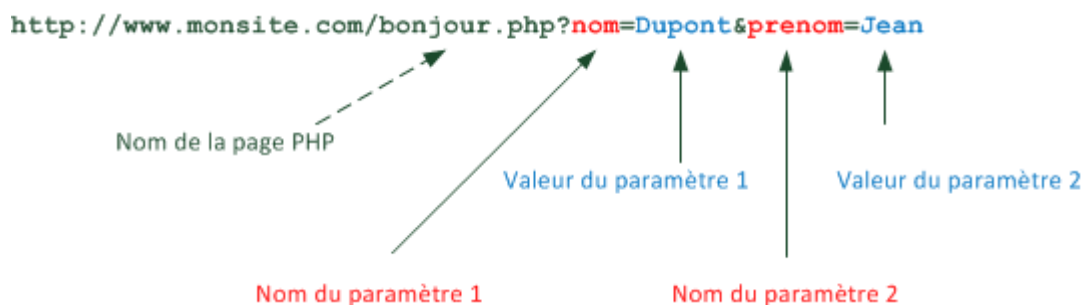 http://www.monsite.com/bonjour.php?nom=Dupont&prenom=Jean
Nom de la page PHP
Valeur du paramètre 1
Valeur du paramètre 2
Nom du paramètre 1
Nom du paramètre 2